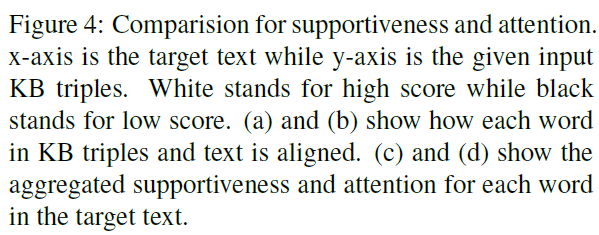 Figure 4: Comparision for supportiveness and attention.
x-axis is the target text while y-axis is the given input
KB triples. White stands for high score while black
stands for low score. (a) and (b) show how each word
in KB triples and text is aligned. (c) and (d) show the
aggregated supportiveness and attention for each word
in the target text.